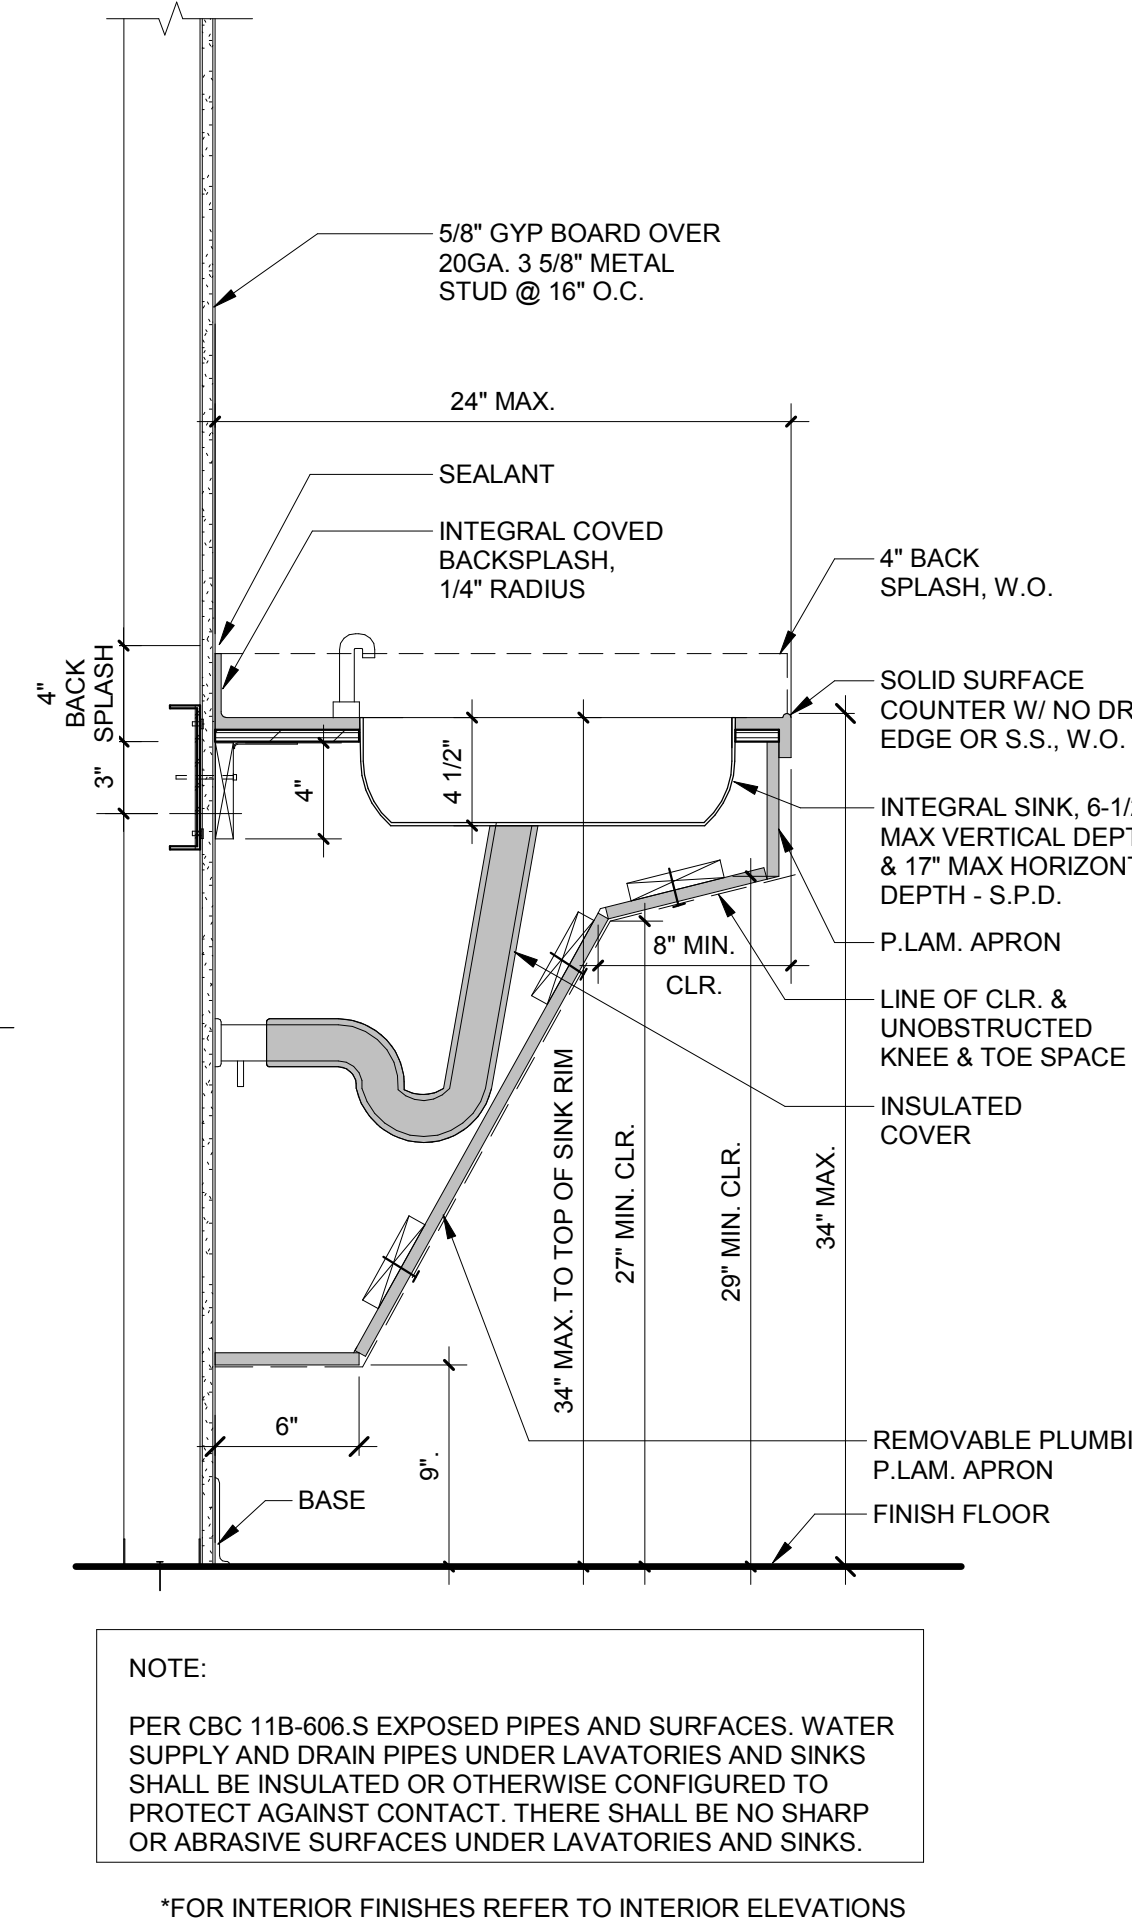 5/8" GYP BOARD OVER
20GA. 3 5/8" METAL
STUD @ 16" O.C.
24" MAX.
SEALANT
INTEGRAL COVED
BACKSPLASH,
1/4" RADIUS
4" BACK
SPLASH, W.O.
4"
BACK
SPLASH
3"
SOLID SURFACE
COUNTER W/ NO DR
EDGE OR S.S., W.O.
4"
4 1/2"
INTEGRAL SINK, 6-1/
MAX VERTICAL DEPT
& 17" MAX HORIZONT
DEPTH - S.P.D.
P.LAM. APRON
8" MIN.
CLR.
LINE OF CLR. &
UNOBSTRUCTED
KNEE & TOE SPACE
INSULATED
COVER
34" MAX. TO TOP OF SINK RIM
27" MIN. CLR.
29" MIN. CLR.
34" MAX.
6"
9".
REMOVABLE PLUMBI
P.LAM. APRON
BASE
FINISH FLOOR
NOTE:
PER CBC 11B-606.S EXPOSED PIPES AND SURFACES. WATER
SUPPLY AND DRAIN PIPES UNDER LAVATORIES AND SINKS
SHALL BE INSULATED OR OTHERWISE CONFIGURED TO
PROTECT AGAINST CONTACT. THERE SHALL BE NO SHARP
OR ABRASIVE SURFACES UNDER LAVATORIES AND SINKS.
*FOR INTERIOR FINISHES REFER TO INTERIOR ELEVATIONS